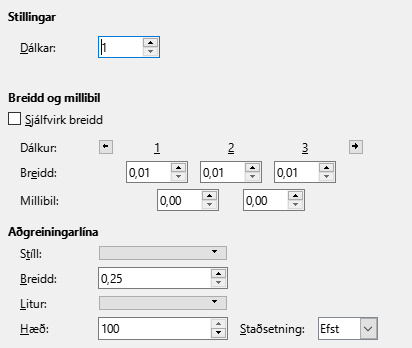 Stillingar
Dálkar: 1
Breidd og millibil
Sjálfvirk breidd
Dálkur: 1 2 3
Breidd: 0,01 0,01 0,01
Millibil: 0,00 0,00
Aðgreiningarlína
Stíll:
Breidd: 0,25
Litur:
Hæð: 100 Staðsetning: Efst